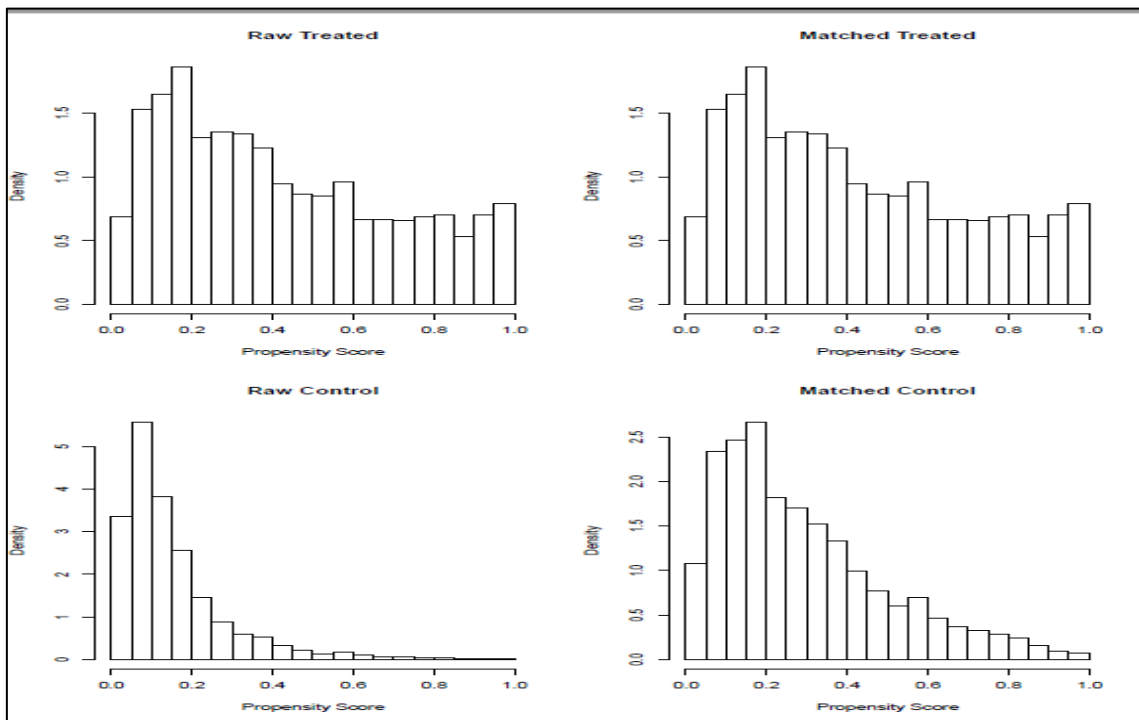 Raw Treated
Matched Treated
Density
0.0
0.5
1.0
1.5
0.0 0.2 0.4 0.6 0.8 1.0
Propensity Score
Density
0.0
0.5
1.0
1.5
0.0 0.2 0.4 0.6 0.8 1.0
Propensity Score
Raw Control
Matched Control
Density
0
1
2
3
4
5
0.0 0.2 0.4 0.6 0.8 1.0
Propensity Score
Density
0.0
0.5
1.0
1.5
2.0
2.5
0.0 0.2 0.4 0.6 0.8 1.0
Propensity Score